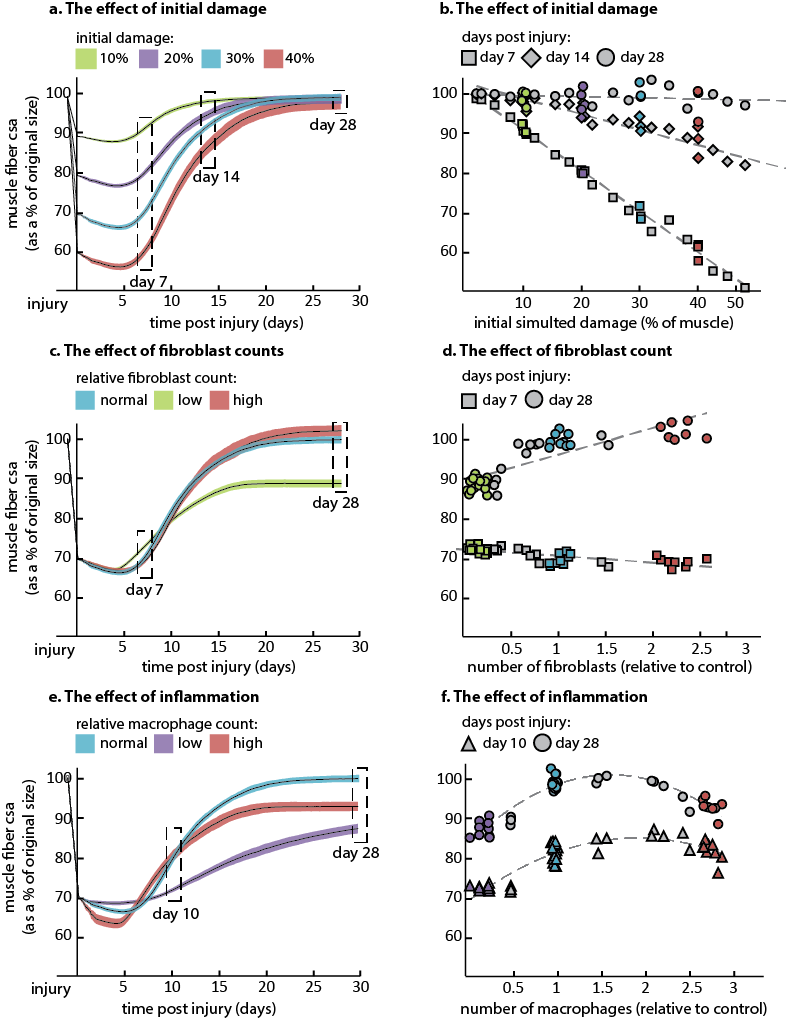 a. The effect of initial damage
initial damage:
10% 20% 30% 40%
muscle fiber csa
(as a % of original size)
100
90
80
70
60
day 7
day 14
day 28
injury
5 10 15 20 25 30
time post injury (days)
b. The effect of initial damage
days post injury:
day 7 day 14 day 28
100
90
80
70
60
10 20 30 40 50
initial simulted damage (% of muscle)
c. The effect of fibroblast counts
relative fibroblast count:
normal low high
muscle fiber csa
(as a % of original size)
100
90
80
70
60
day 7
day 28
injury
5 10 15 20 25 30
time post injury (days)
d. The effect of fibroblast count
days post injury:
day 7 day 28
100
90
80
70
60
0.5 1 1.5 2 2.5 3
number of fibroblasts (relative to control)
e. The effect of inflammation
relative macrophage count:
normal low high
muscle fiber csa
(as a % of original size)
100
90
80
70
60
day 10
day 28
injury
5 10 15 20 25 30
time post injury (days)
f. The effect of inflammation
days post injury:
day 10 day 28
100
90
80
70
60
0.5 1 1.5 2 2.5 3
number of macrophages (relative to control)